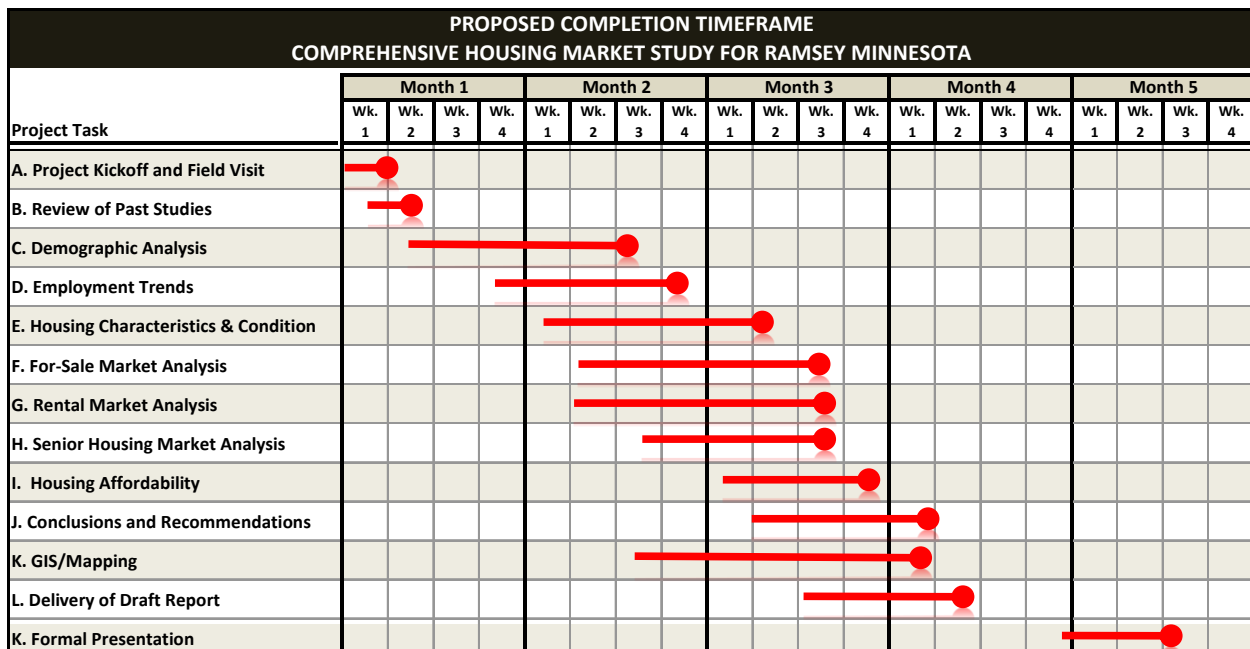 PROPOSED COMPLETION TIMEFRAME
COMPREHENSIVE HOUSING MARKET STUDY FOR RAMSEY MINNESOTA
Month 1 Month 2 Month 3 Month 4 Month 5
Project Task Wk. 1 Wk. 2 Wk. 3 Wk. 4 Wk. 1 Wk. 2 Wk. 3 Wk. 4 Wk. 1 Wk. 2 Wk. 3 Wk. 4 Wk. 1 Wk. 2 Wk. 3 Wk. 4 Wk. 1 Wk. 2 Wk. 3 Wk. 4
A. Project Kickoff and Field Visit
B. Review of Past Studies
C. Demographic Analysis
D. Employment Trends
E. Housing Characteristics & Condition
F. For-Sale Market Analysis
G. Rental Market Analysis
H. Senior Housing Market Analysis
I. Housing Affordability
J. Conclusions and Recommendations
K. GIS/Mapping
L. Delivery of Draft Report
K. Formal Presentation